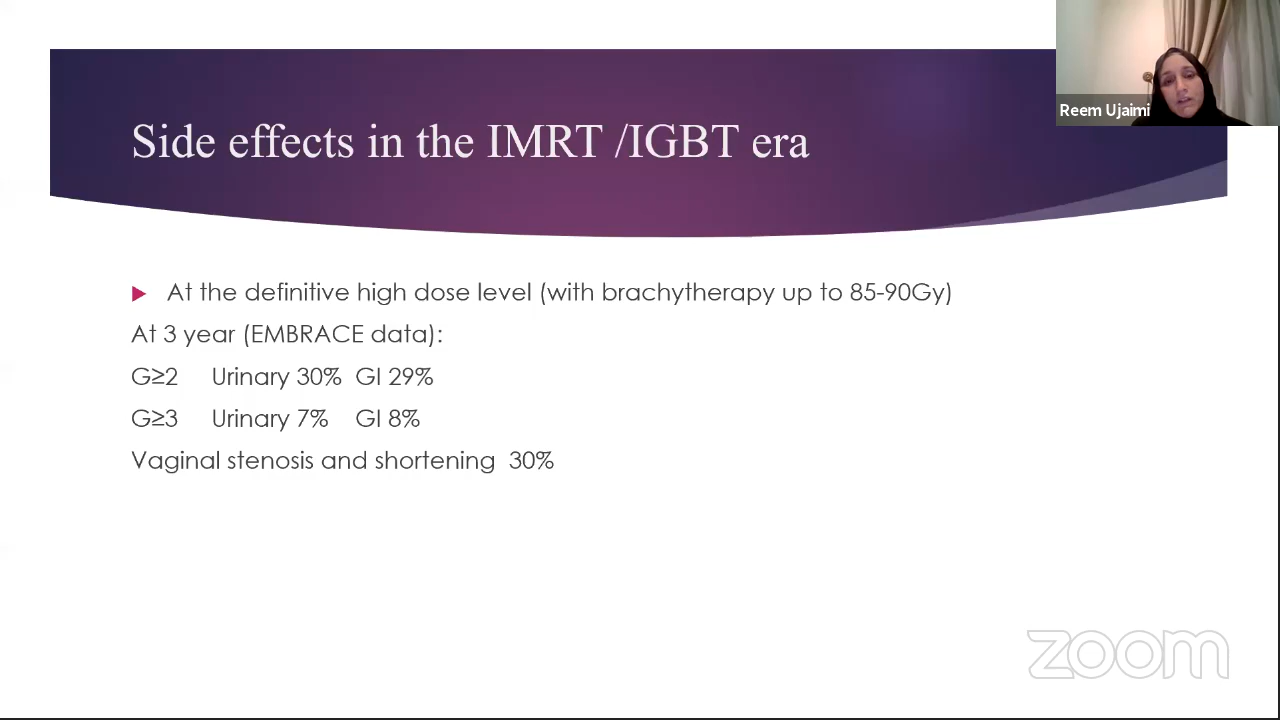 Reem Ujaimi
Side effects in the IMRT /IGBT era
At the definitive high dose level (with brachytherapy up to 85-90Gy)
At 3 year (EMBRACE data):
G≥2 Urinary 30% GI 29%
G≥3 Urinary 7% GI 8%
Vaginal stenosis and shortening 30%
zoom